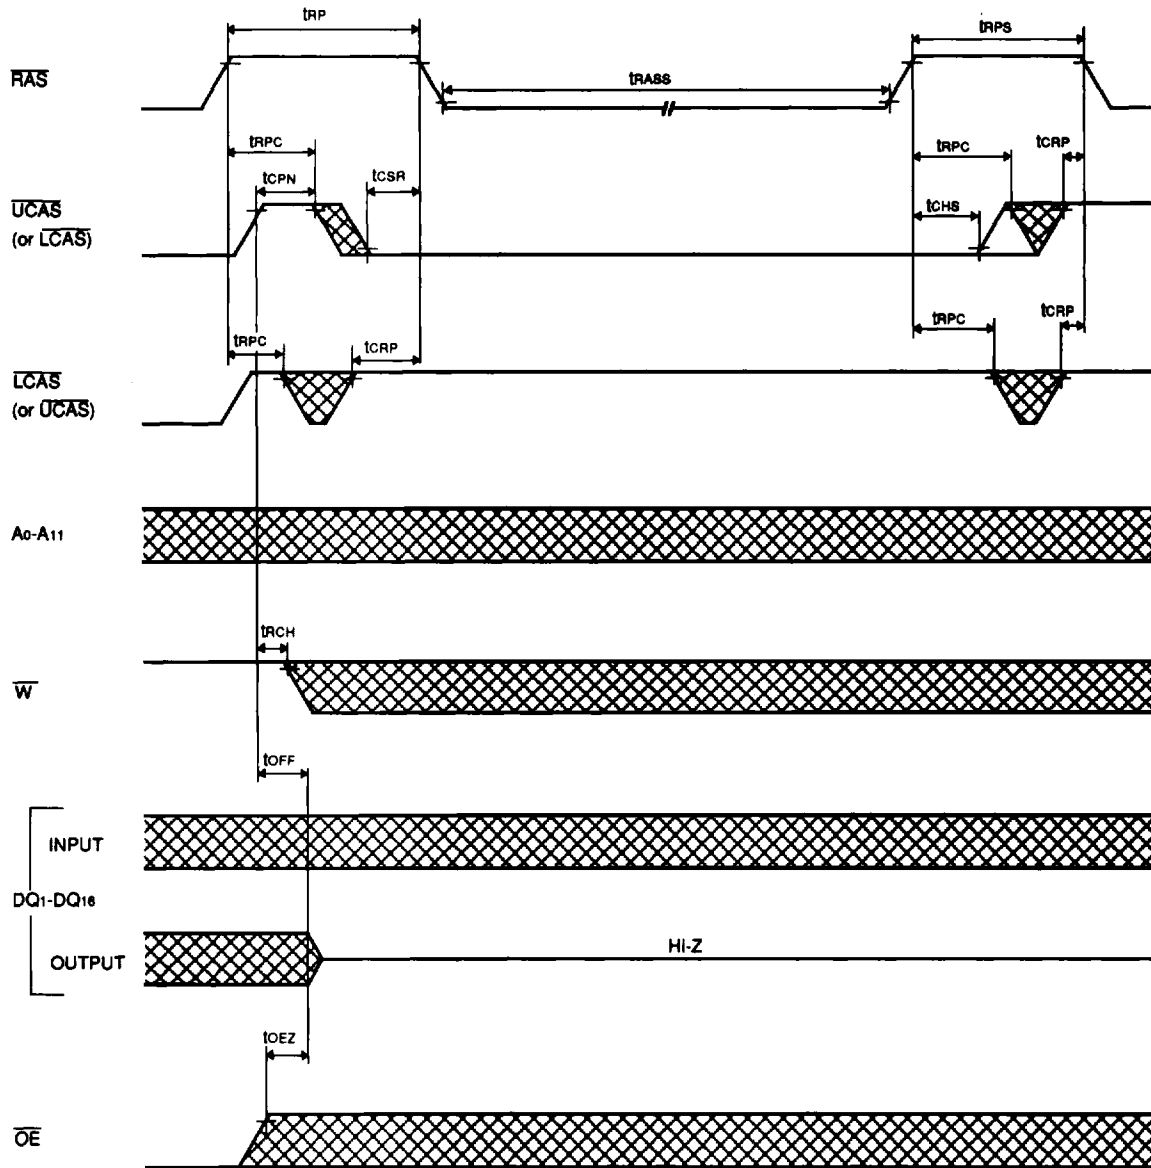 tRP
tRPS
RAS
tRASS
tRPC
tRPC
tCRP
tCPN
tCSR
UCAS
tCHS
(or LCAS)
tRPC
tCRP
tRPC
tCRP
LCAS
(or UCAS)
A0-A11
tRCH
W
tOFF
INPUT
DQ1-DQ16
HI-Z
OUTPUT
tOEZ
OE